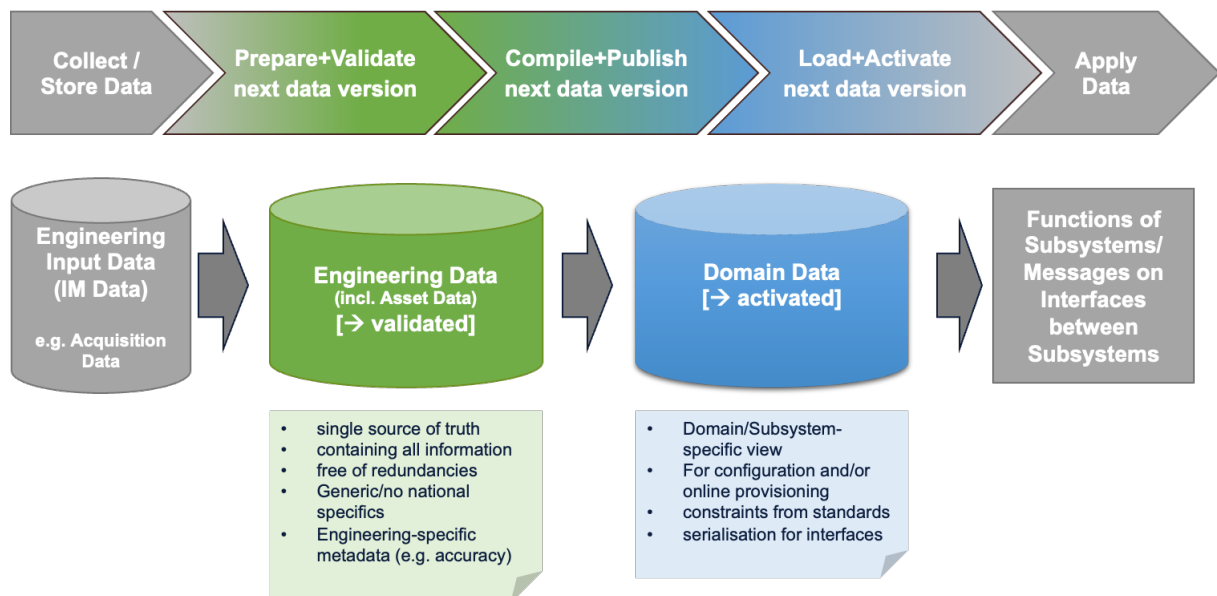 Collect /
Store Data
Prepare+Validate
next data version
Compile+Publish
next data version
Load+Activate
next data version
Apply
Data
Engineering
Input Data
(IM Data)
e.g. Acquisition
Data
Engineering Data
(incl. Asset Data)
[→ validated]
Domain Data
[→ activated]
Functions of
Subsystems/
Messages on
Interfaces
between
Subsystems
• single source of truth
• containing all information
• free of redundancies
• Generic/no national
specifics
• Engineering-specific
metadata (e.g. accuracy)
• Domain/Subsystem-
specific view
• For configuration and/or
online provisioning
• constraints from standards
• serialisation for interfaces